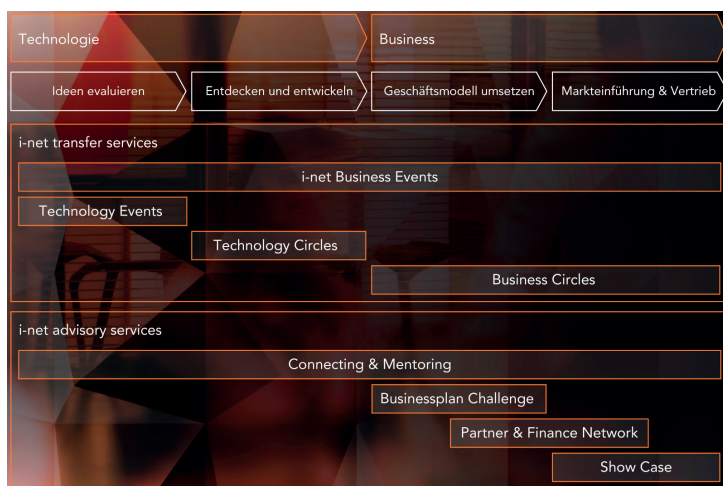 Technologie
Business
Ideen evaluieren
Entdecken und entwickeln
Geschäftsmodell umsetzen
Markteinführung & Vertrieb
i-net transfer services
i-net Business Events
Technology Events
Technology Circles
Business Circles
i-net advisory services
Connecting & Mentoring
Businessplan Challenge
Partner & Finance Network
Show Case